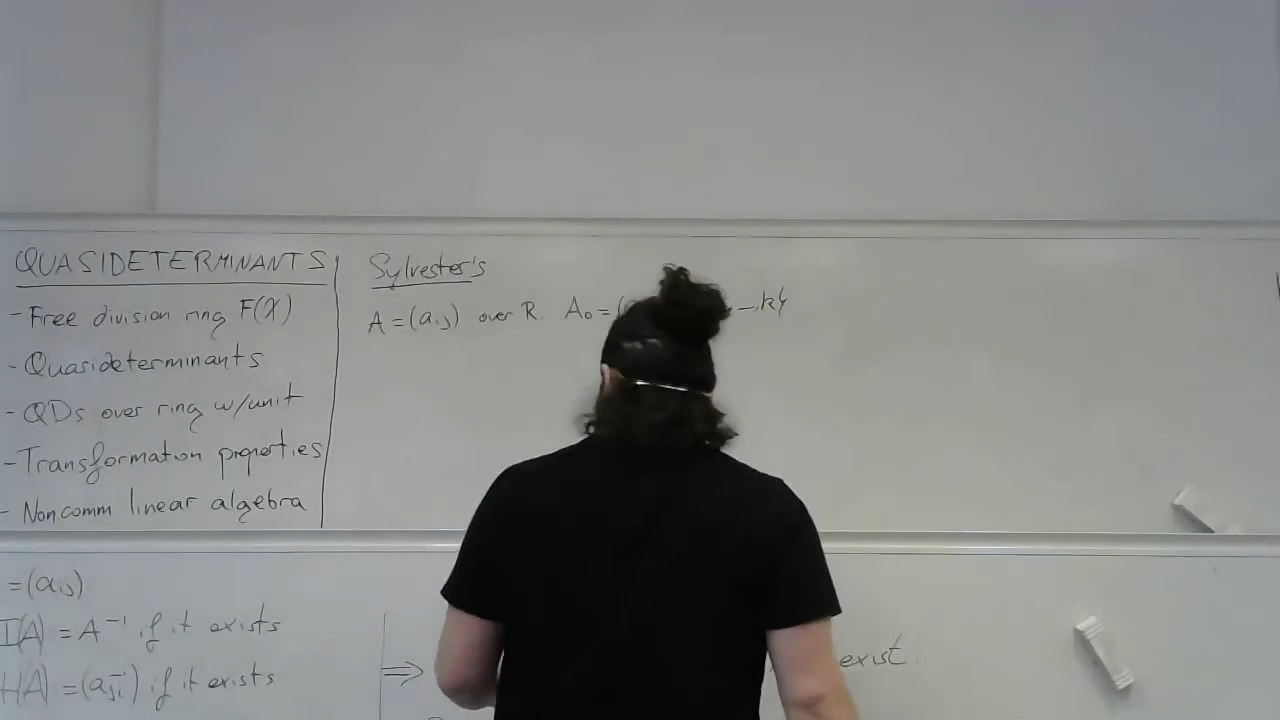 QUASIDETERMINANTS
- Free division ring F(X)
- Quasideterminants
- QDs over ring w/unit
- Transformation properties
- Noncomm linear algebra
Sylvester's
A = (aij) over R. A₀ = (
= (aij)
I(A) = A⁻¹ if it exists
H(A) = (aji⁻¹) if it exists
⇒ exist.